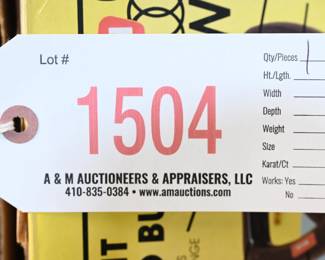 Lot #
1504
A & M AUCTIONEERS & APPRAISERS, LLC
410-835-0384 • www.amauctions.com
Qty/Pieces 1
Ht./Lgth.
Width
Depth
Weight
Size
Karat/Ct
Works: Yes
No